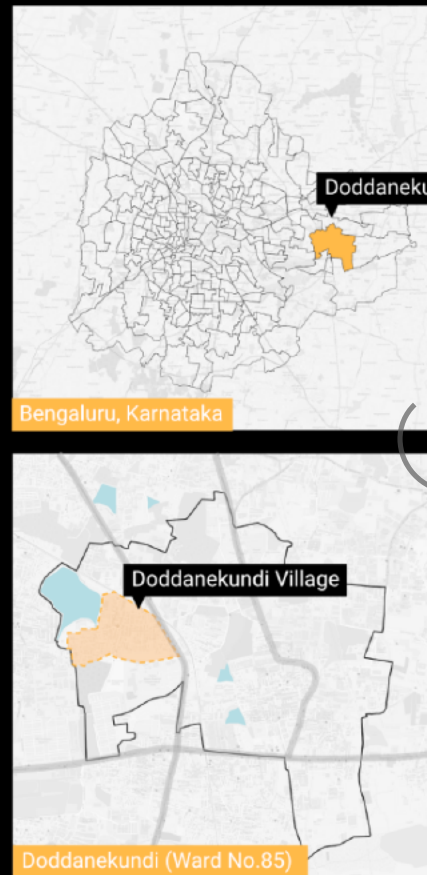 Doddaneku
Bengaluru, Karnataka
Doddanekundi Village
Doddanekundi (Ward No.85)